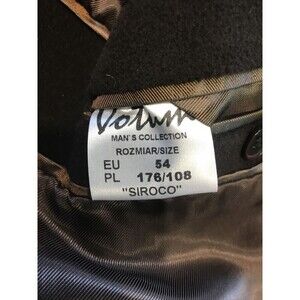 MAN'S COLLECTION
ROZMIAR/SIZE
EU 54
PL 176/108
"SIROCO"